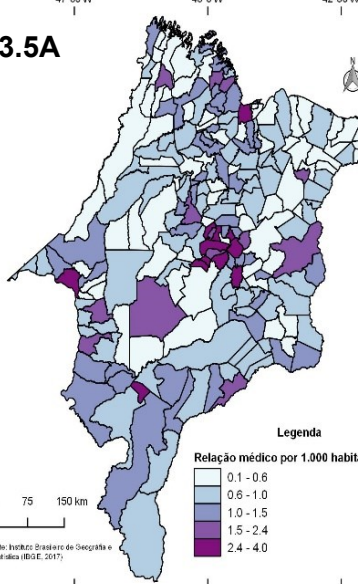 3.5A
N
Legenda
Relação médico por 1.000 habita
0.1 - 0.6
0.6 - 1.0
1.0 - 1.5
1.5 - 2.4
2.4 - 4.0
75 150 km
te: Instituto Brasileiro de Geografia e
atística (IBGE, 2017)